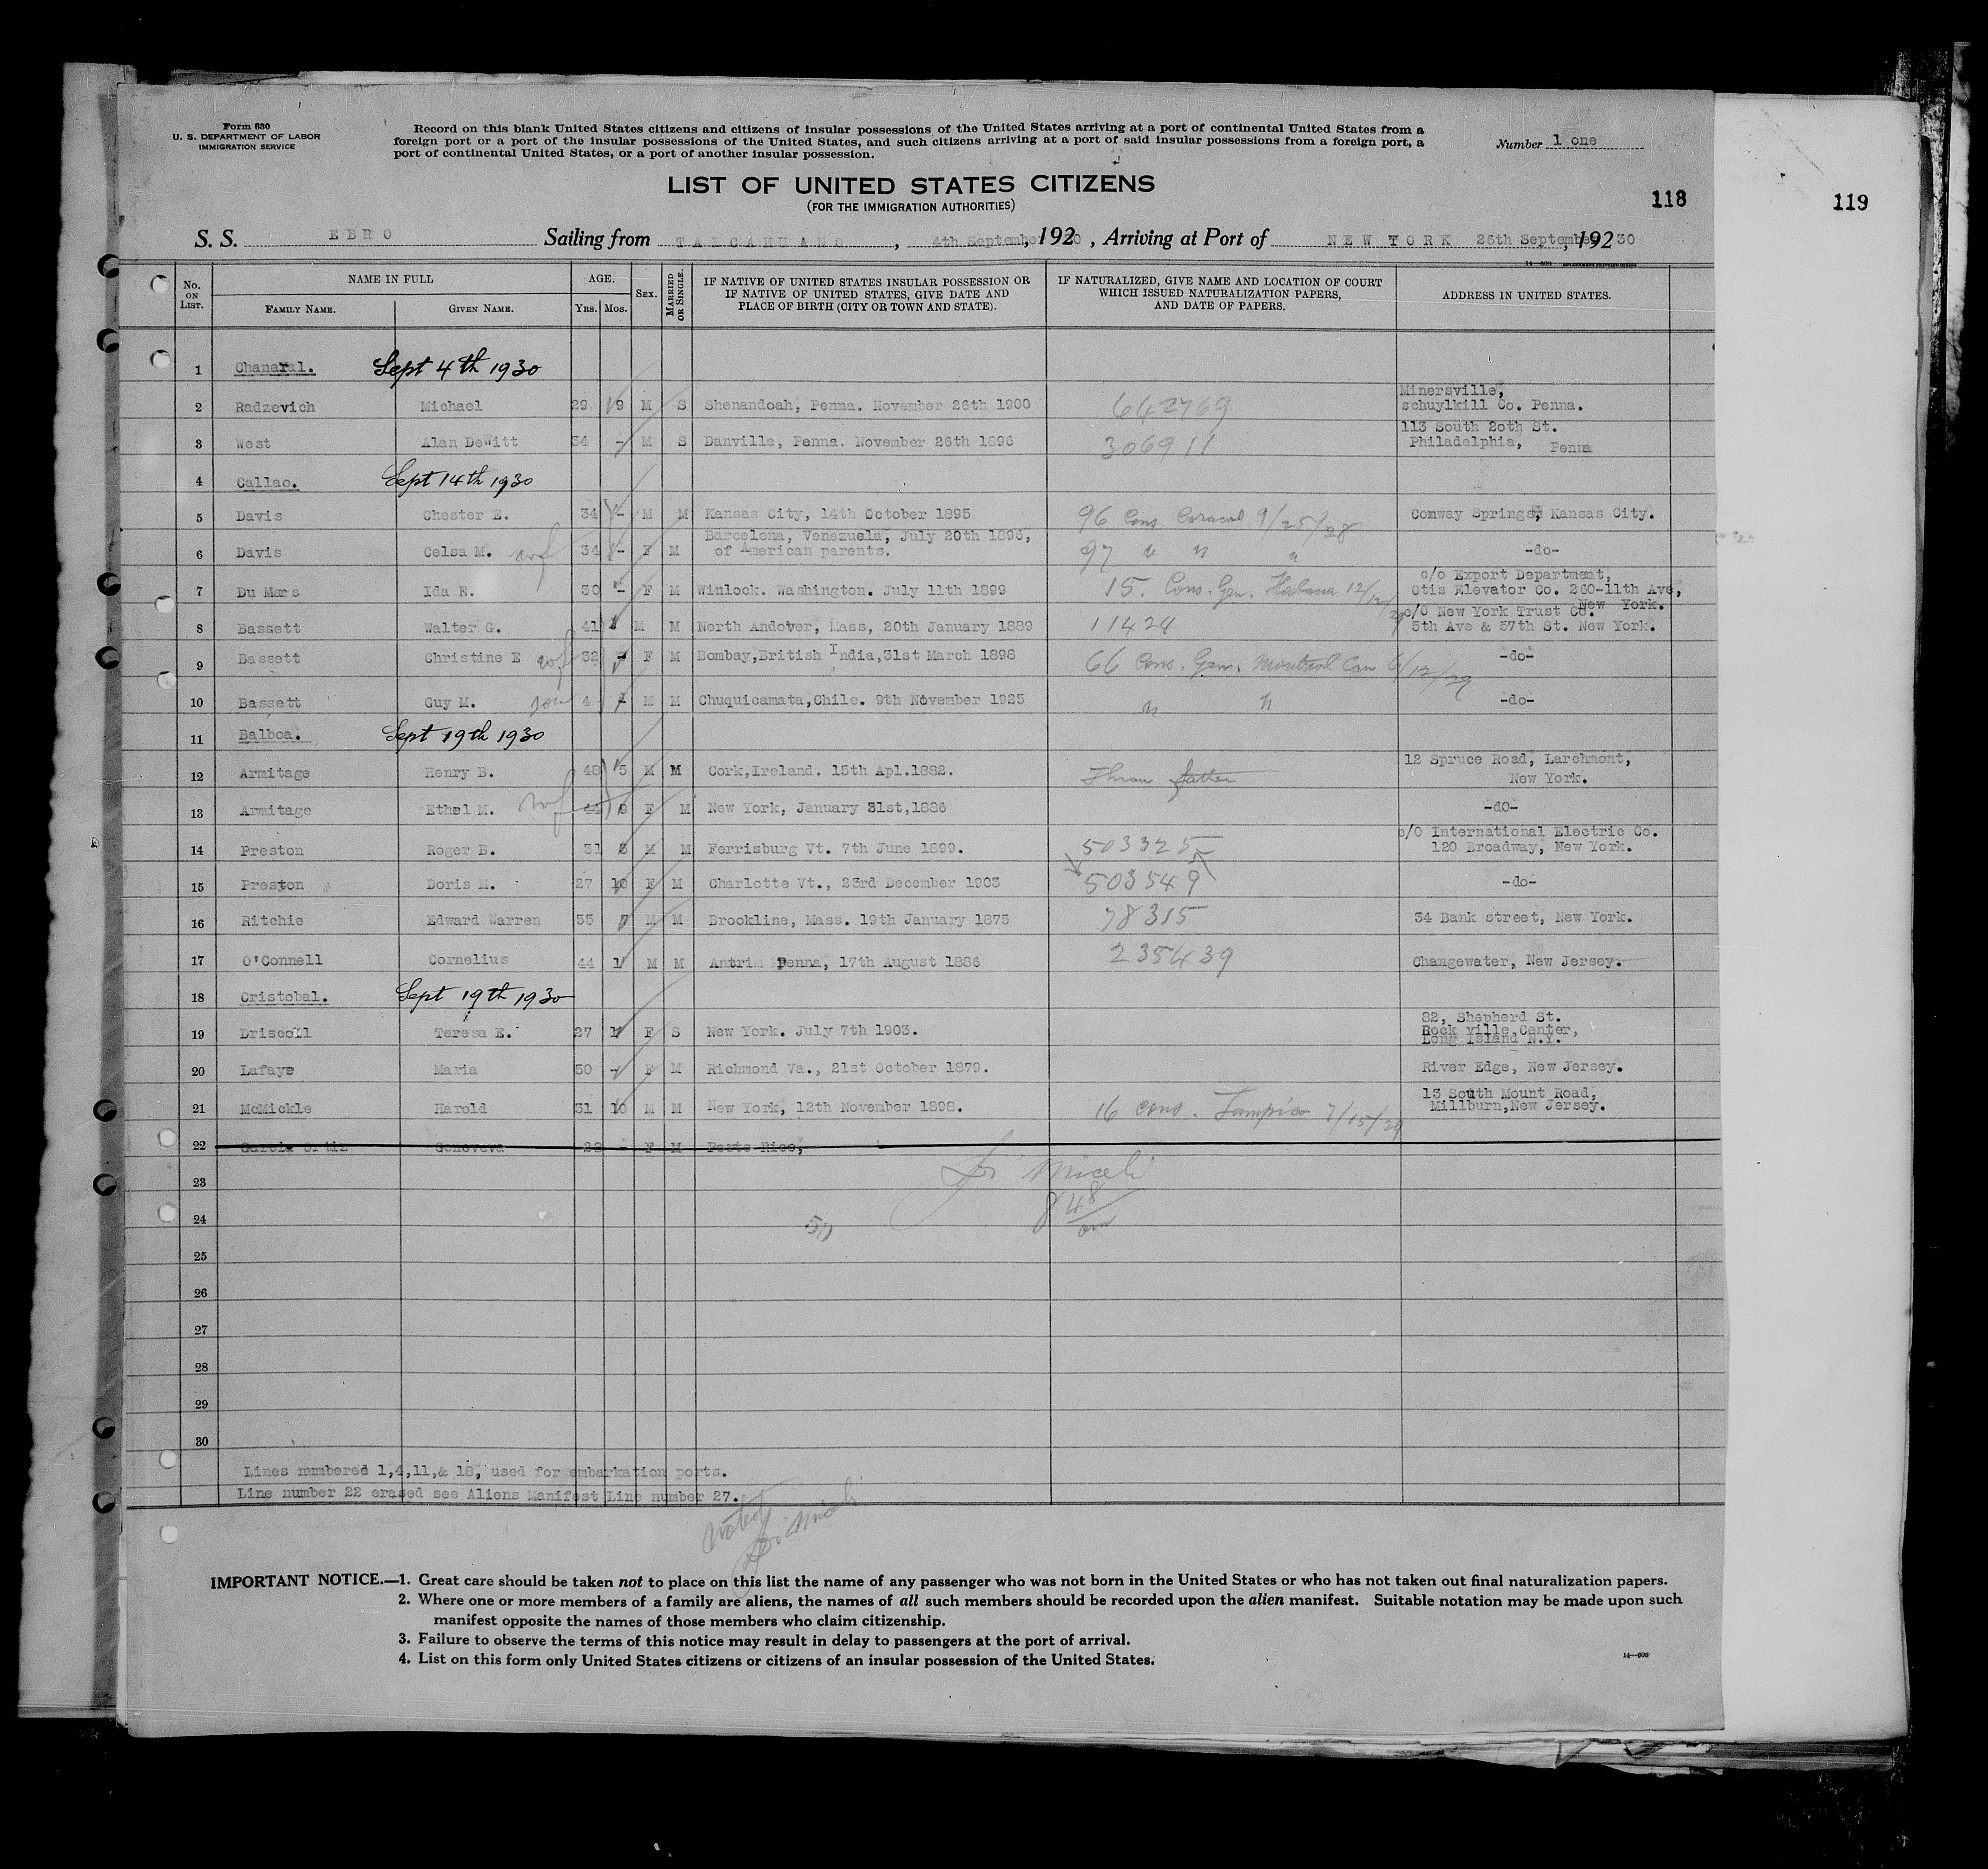 Form 630
U. S. DEPARTMENT OF LABOR
IMMIGRATION SERVICE
Record on this blank United States citizens and citizens of insular possessions of the United States arriving at a port of continental United States from a
foreign port or a port of the insular possessions of the United States, and such citizens arriving at a port of said insular possessions from a foreign port, a
port of continental United States, or a port of another insular possession.
Number 1 one
LIST OF UNITED STATES CITIZENS
(FOR THE IMMIGRATION AUTHORITIES)
118
119
S. S. EBRO Sailing from TALCAHUANO, 4th September, 192 30, Arriving at Port of NEW YORK 26th September, 192 30
No. ON LIST. NAME IN FULL AGE. SEX. MARRIED OR SINGLE. IF NATIVE OF UNITED STATES INSULAR POSSESSION OR IF NATIVE OF UNITED STATES, GIVE DATE AND PLACE OF BIRTH (CITY OR TOWN AND STATE). IF NATURALIZED, GIVE NAME AND LOCATION OF COURT WHICH ISSUED NATURALIZATION PAPERS, AND DATE OF PAPERS. ADDRESS IN UNITED STATES.
FAMILY NAME. GIVEN NAME. YRS. MOS.
1 Chanaral. Sept 4th 1930
2 Radzevich Michael 29 9 M S Shenandoah, Penna. November 26th 1900 642769 Minersville, schuylkill Co. Penna.
3 West Alan DeWitt 34 - M S Danville, Penna. November 26th 1896 306911 113 South 20th St. Philadelphia, Penna
4 Callao. Sept 14th 1930
5 Davis Chester E. 34 - M M Kansas City, 14th October 1895 96 Cons. 9/25/28 Conway Springs, Kansas City.
6 Davis Celsa M. wf 34 - F M Barcelona, Venezuela, July 20th 1896, of American parents. 97 " " " -do-
7 Du Mars Ida E. 30 - F M Winlock. Washington. July 11th 1899 15. Cons. Gen. Habana 12/12/29 c/o Export Department, Otis Elevator Co. 260-11th Ave, New York.
8 Bassett Walter G. 41 M M North Andover, Mass, 20th January 1889 11424 c/o New York Trust Co. 5th Ave & 57th St. New York.
9 Bassett Christine E wf 32 - F M Bombay,British India,31st March 1898 66 Cons. Gen. Montreal Can 6/12/29 -do-
10 Bassett Guy M. son 4 M M Chuquicamata,Chile. 9th November 1925 " " -do-
11 Balboa. Sept 19th 1930
12 Armitage Henry B. 48 5 M M Cork,Ireland. 15th Apl.1882. Throu father 12 Spruce Road, Larchmont, New York.
13 Armitage Ethel M. wf 44 F M New York, January 31st,1886 -dO-
14 Preston Roger B. 31 M M Ferrisburg Vt. 7th June 1899. 503325 c/O International Electric Co. 120 Broadway, New York.
15 Preston Doris M. 27 10 F M Charlotte Vt., 23rd December 1903 503549 -do-
16 Ritchie Edward Warren 55 M M Brookline, Mass. 19th January 1875 78315 34 Bank street, New York.
17 O'Connell Cornelius 44 1 M M Antrim Penna, 17th August 1886 235439 Changewater, New Jersey.
18 Cristobal. Sept 19th 1930
19 Driscoll Teresa E. 27 F S New York. July 7th 1903. 82, Shepherd St. Rock ville Center, Long Island N.Y.
20 Lafaye Maria 50 - F M Richmond Va., 21st October 1879. River Edge, New Jersey.
21 McMickle Harold 31 10 M M New York, 12th November 1898. 16 cons. Tampico 7/15/29 13 South Mount Road, Millburn,New Jersey.
22 Garcia Ortiz Genoveva 28 - F M Porto Rico,
23
24 50
25
26
27
28
29
30
Lines numbered 1,4,11,& 18, used for embarkation ports.
Line number 22 erased see Aliens Manifest Line number 27.
Noted
IMPORTANT NOTICE.—1. Great care should be taken not to place on this list the name of any passenger who was not born in the United States or who has not taken out final naturalization papers.
2. Where one or more members of a family are aliens, the names of all such members should be recorded upon the alien manifest. Suitable notation may be made upon such
manifest opposite the names of those members who claim citizenship.
3. Failure to observe the terms of this notice may result in delay to passengers at the port of arrival.
4. List on this form only United States citizens or citizens of an insular possession of the United States.